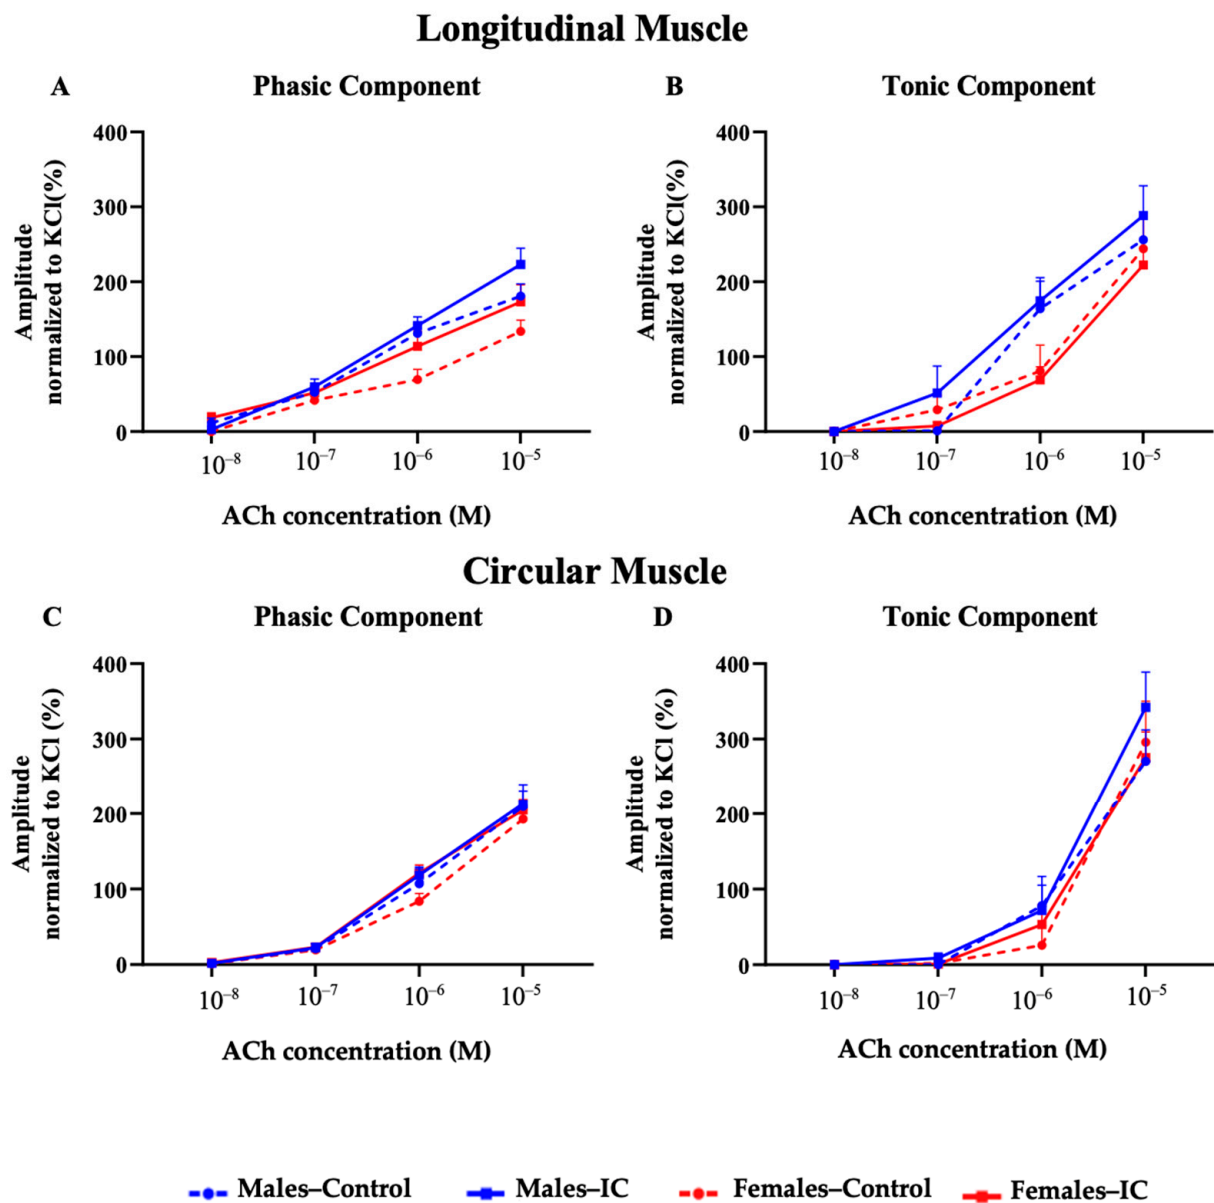 Longitudinal Muscle
A Phasic Component
B Tonic Component
Amplitude
normalized to KCl(%)
400
300
200
100
0
10⁻⁸ 10⁻⁷ 10⁻⁶ 10⁻⁵
ACh concentration (M)
Amplitude
normalized to KCl(%)
400
300
200
100
0
10⁻⁸ 10⁻⁷ 10⁻⁶ 10⁻⁵
ACh concentration (M)
Circular Muscle
C Phasic Component
D Tonic Component
Amplitude
normalized to KCl (%)
400
300
200
100
0
10⁻⁸ 10⁻⁷ 10⁻⁶ 10⁻⁵
ACh concentration (M)
Amplitude
normalized to KCl (%)
400
300
200
100
0
10⁻⁸ 10⁻⁷ 10⁻⁶ 10⁻⁵
ACh concentration (M)
Males–Control Males–IC Females–Control Females–IC